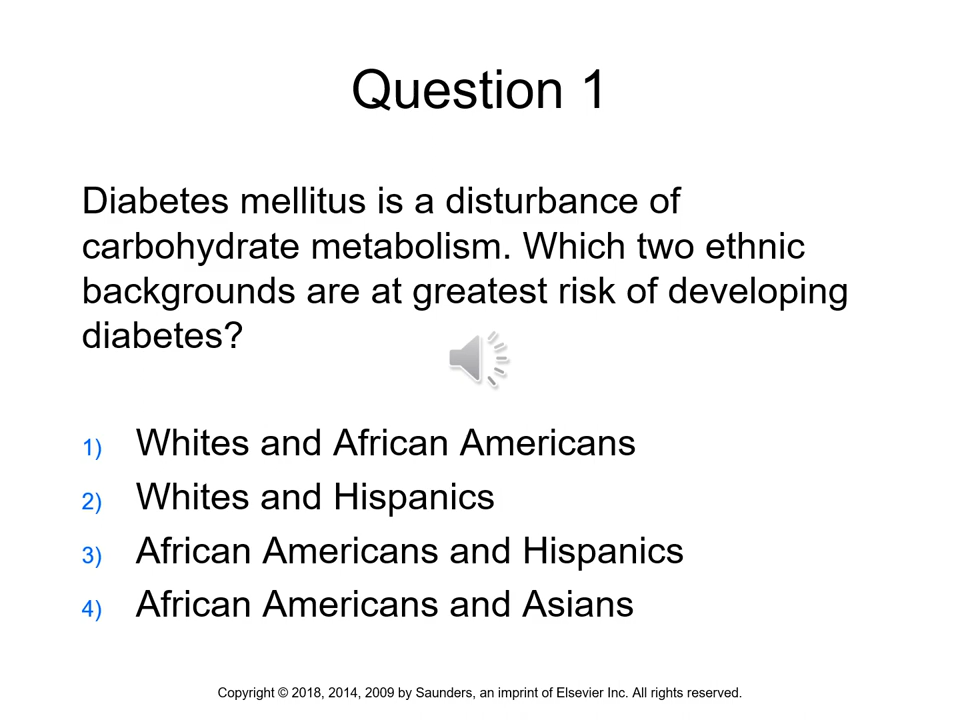 Question 1
Diabetes mellitus is a disturbance of
carbohydrate metabolism. Which two ethnic
backgrounds are at greatest risk of developing
diabetes?
1) Whites and African Americans
2) Whites and Hispanics
3) African Americans and Hispanics
4) African Americans and Asians
Copyright © 2018, 2014, 2009 by Saunders, an imprint of Elsevier Inc. All rights reserved.